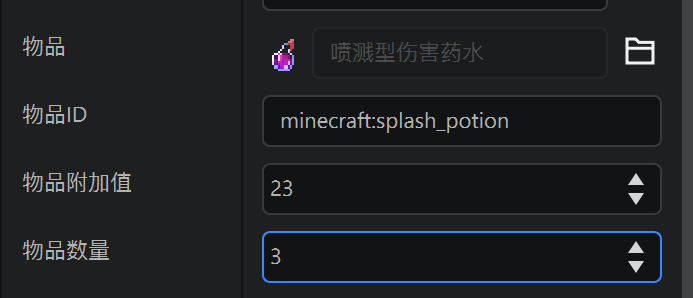 物品
喷溅型伤害药水
物品ID
minecraft:splash_potion
物品附加值
23
物品数量
3